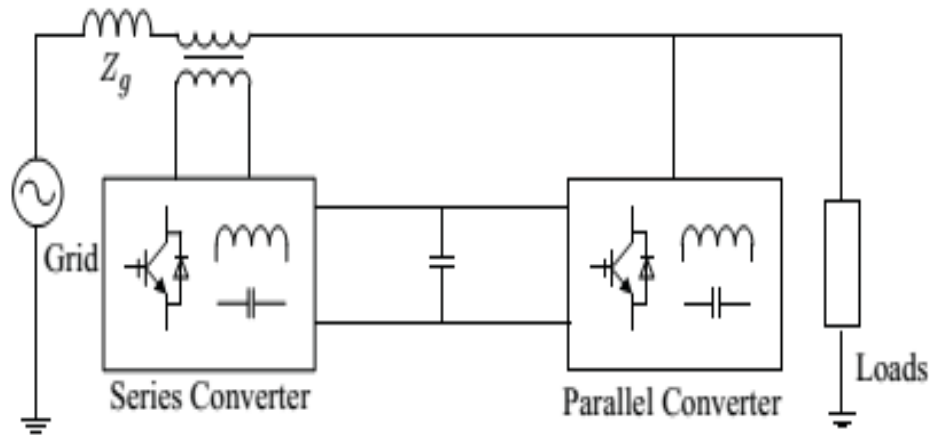 Z_g
Grid
Series Converter
Parallel Converter
Loads